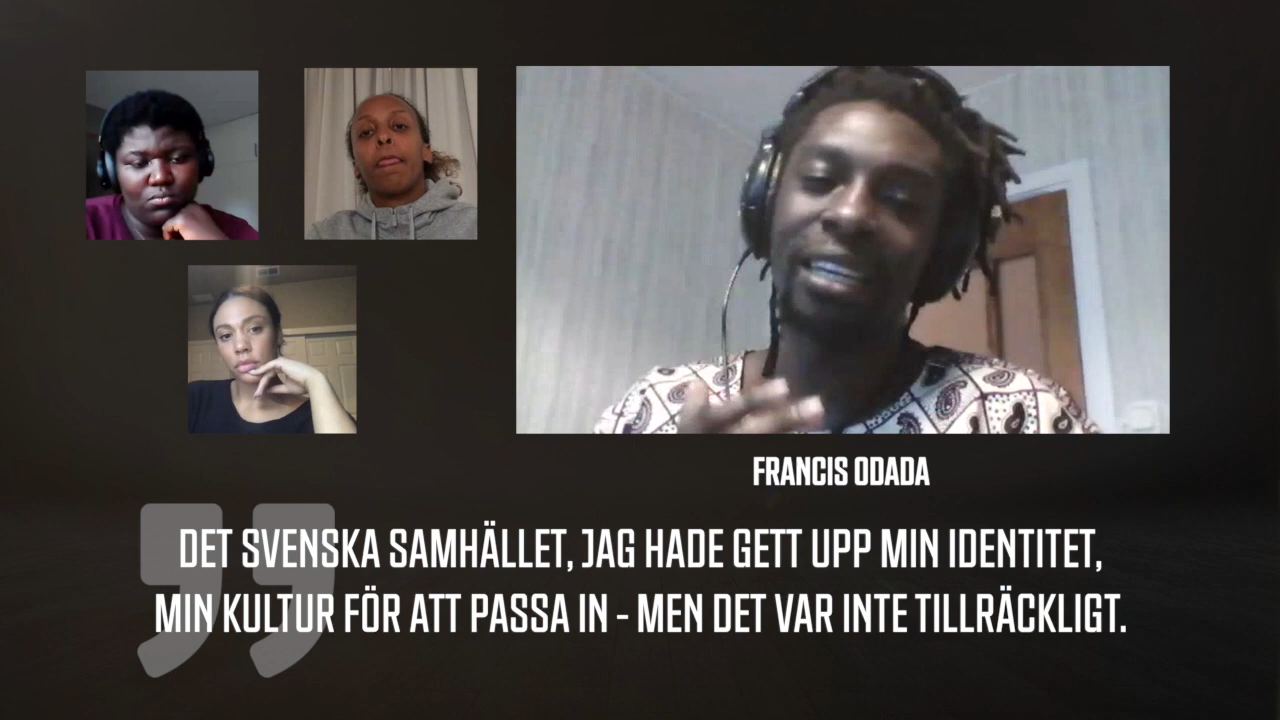 FRANCIS ODADA
DET SVENSKA SAMHÄLLET, JAG HADE GETT UPP MIN IDENTITET,
MIN KULTUR FÖR ATT PASSA IN - MEN DET VAR INTE TILLRÄCKLIGT.